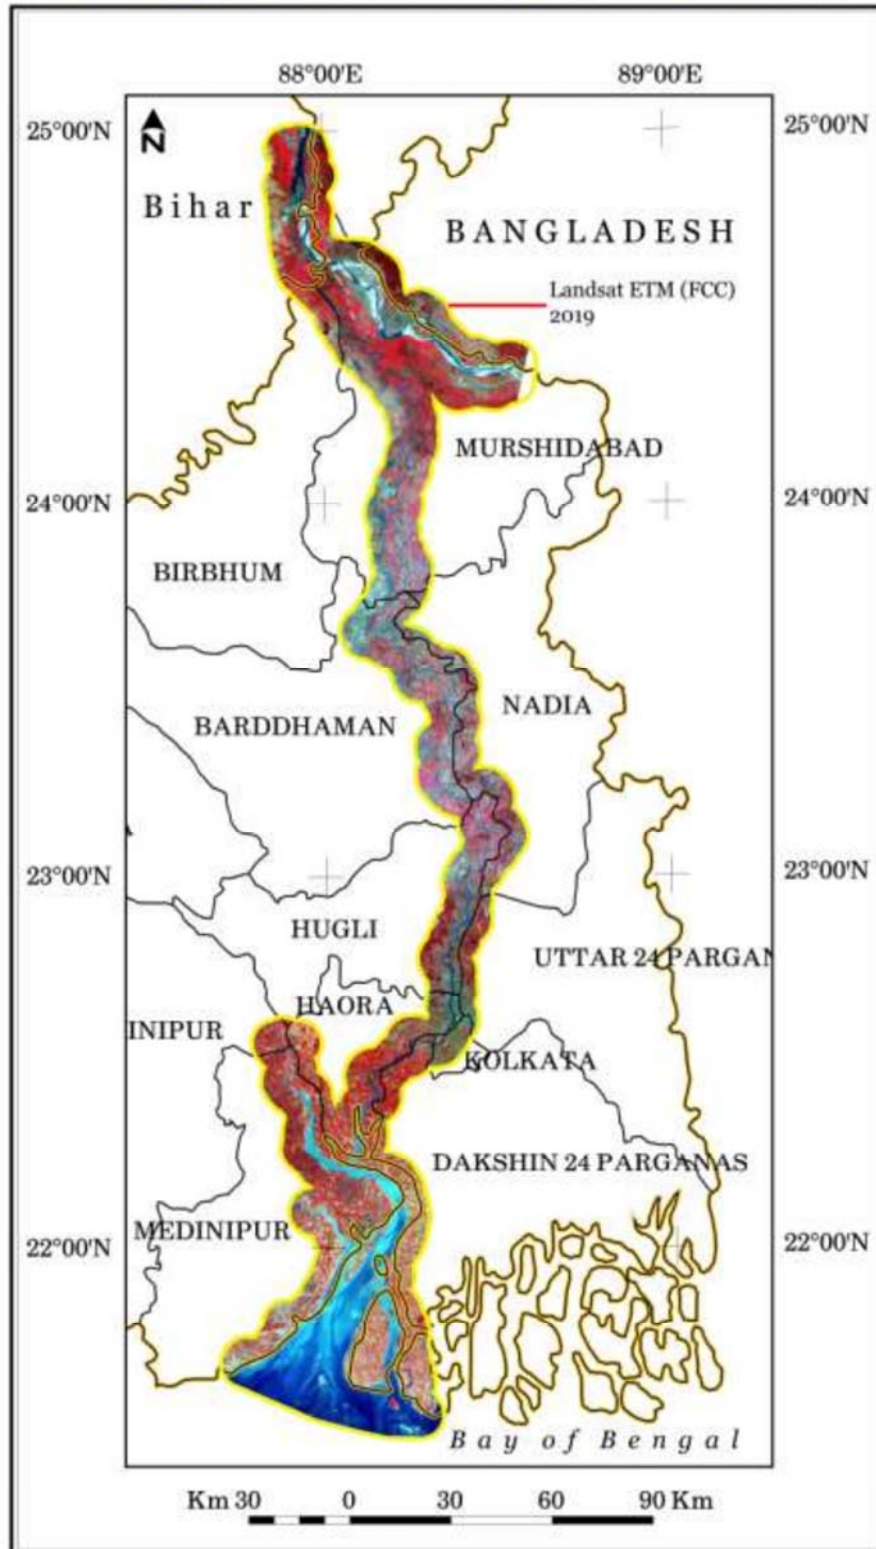 88°00'E 89°00'E
25°00'N 25°00'N
N
Bihar
BANGLADESH
Landsat ETM (FCC)
2019
MURSHIDABAD
24°00'N 24°00'N
BIRBHUM
NADIA
BARDDHAMAN
23°00'N 23°00'N
HUGLI
UTTAR 24 PARGAN
HAORA
INIPUR
KOLKATA
DAKSHIN 24 PARGANAS
MEDINIPUR
22°00'N 22°00'N
Bay of Bengal
Km 30 0 30 60 90 Km